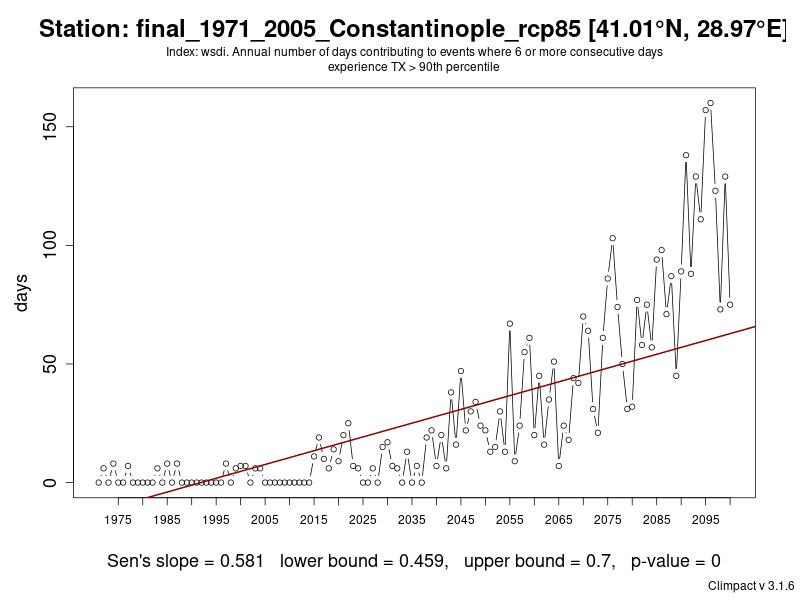 Station: final_1971_2005_Constantinople_rcp85 [41.01°N, 28.97°E]
Index: wsdi. Annual number of days contributing to events where 6 or more consecutive days
experience TX > 90th percentile
days
150
100
50
0
1975 1985 1995 2005 2015 2025 2035 2045 2055 2065 2075 2085 2095
Sen's slope = 0.581 lower bound = 0.459, upper bound = 0.7, p-value = 0
Climpact v 3.1.6